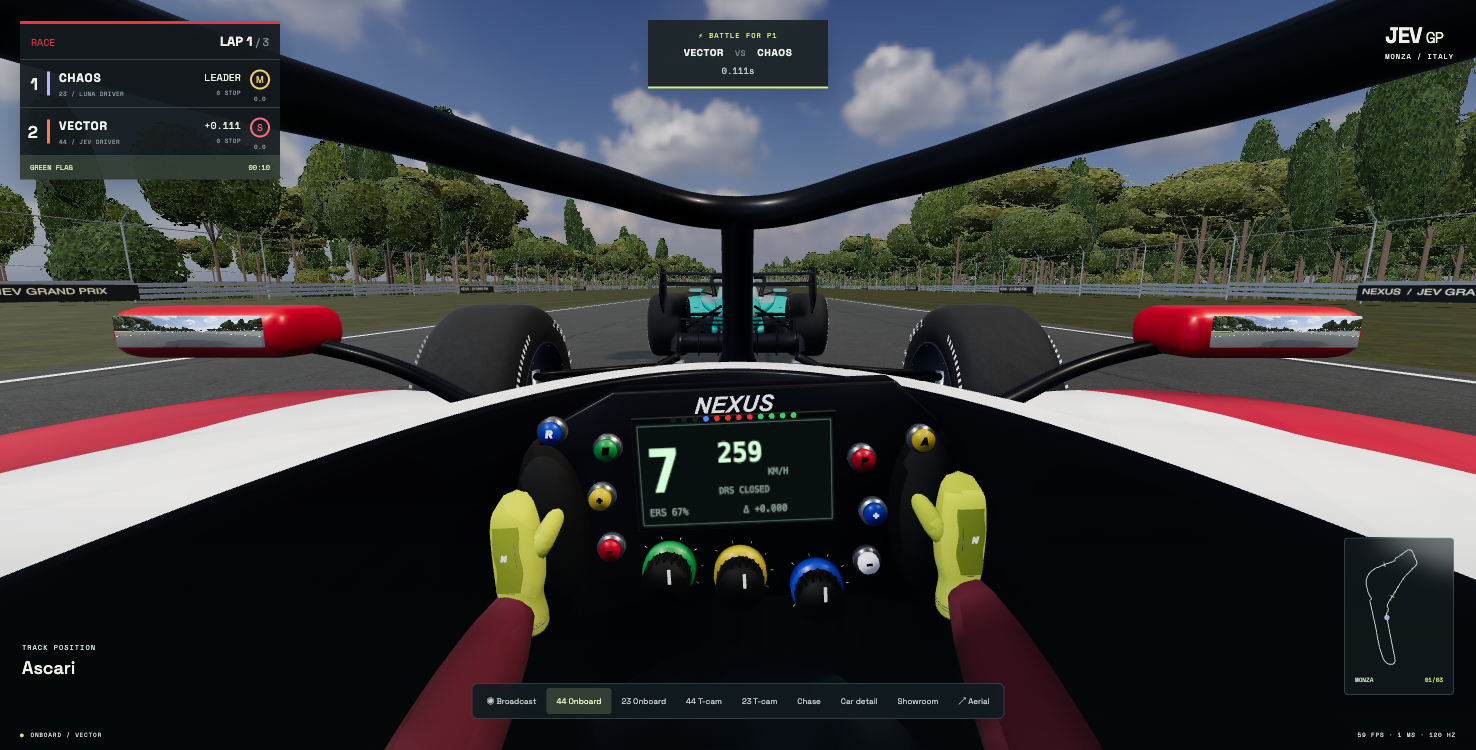 RACE
LAP 1 / 3
1 CHAOS LEADER M
23 / LUNA DRIVER 0 STOP 0.0
2 VECTOR +0.111 S
44 / JEV DRIVER 0 STOP 0.0
GREEN FLAG 00:10
⚡ BATTLE FOR P1
VECTOR VS CHAOS
0.111s
JEV GP
MONZA / ITALY
JEV GRAND PRIX
NEXUS / JEV GRA
NEXUS
R
A
P
+
+
-
-
7
259
KM/H
DRS CLOSED
ERS 67% Δ +0.000
N
N
TRACK POSITION
Ascari
MONZA 01/03
◉ Broadcast 44 Onboard 23 Onboard 44 T-cam 23 T-cam Chase Car detail Showroom ↗ Aerial
ONBOARD / VECTOR
59 FPS · 1 MS · 120 HZ